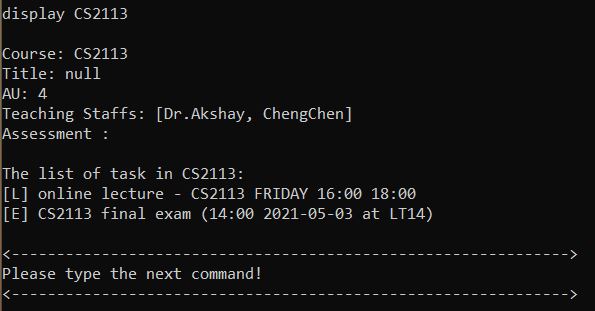 display CS2113
Course: CS2113
Title: null
AU: 4
Teaching Staffs: [Dr.Akshay, ChengChen]
Assessment :
The list of task in CS2113:
[L] online lecture - CS2113 FRIDAY 16:00 18:00
[E] CS2113 final exam (14:00 2021-05-03 at LT14)
<-------------------------------------------------------------->
Please type the next command!
<-------------------------------------------------------------->